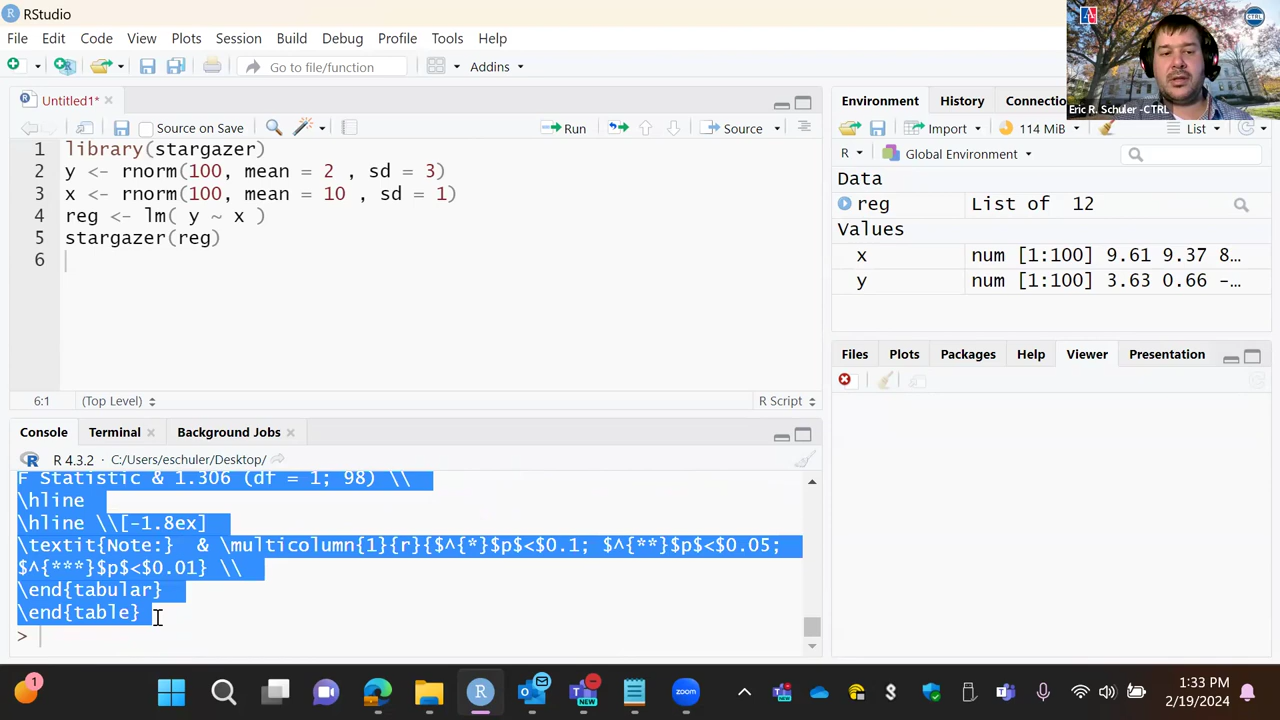 RStudio
File Edit Code View Plots Session Build Debug Profile Tools Help
Go to file/function
Addins
Eric R. Schuler -CTRL
Untitled1*
Source on Save
Run
Source
1 library(stargazer)
2 y <- rnorm(100, mean = 2 , sd = 3)
3 x <- rnorm(100, mean = 10 , sd = 1)
4 reg <- lm( y ~ x )
5 stargazer(reg)
6
6:1 (Top Level) R Script
Console Terminal Background Jobs
R 4.3.2 · C:/Users/eschuler/Desktop/
F Statistic & 1.306 (df = 1; 98) \\
\hline
\hline \\[-1.8ex]
\textit{Note:}  & \multicolumn{1}{r}{$^{*}$p$<$0.1; $^{**}$p$<$0.05;
$^{***}$p$<$0.01} \\
\end{tabular}
\end{table}
>
Environment History Connectio
Import 114 MiB List
R Global Environment
Data
reg List of 12
Values
x num [1:100] 9.61 9.37 8…
y num [1:100] 3.63 0.66 -…
Files Plots Packages Help Viewer Presentation
1
NEW
R
NEW
zoom
1:33 PM
2/19/2024